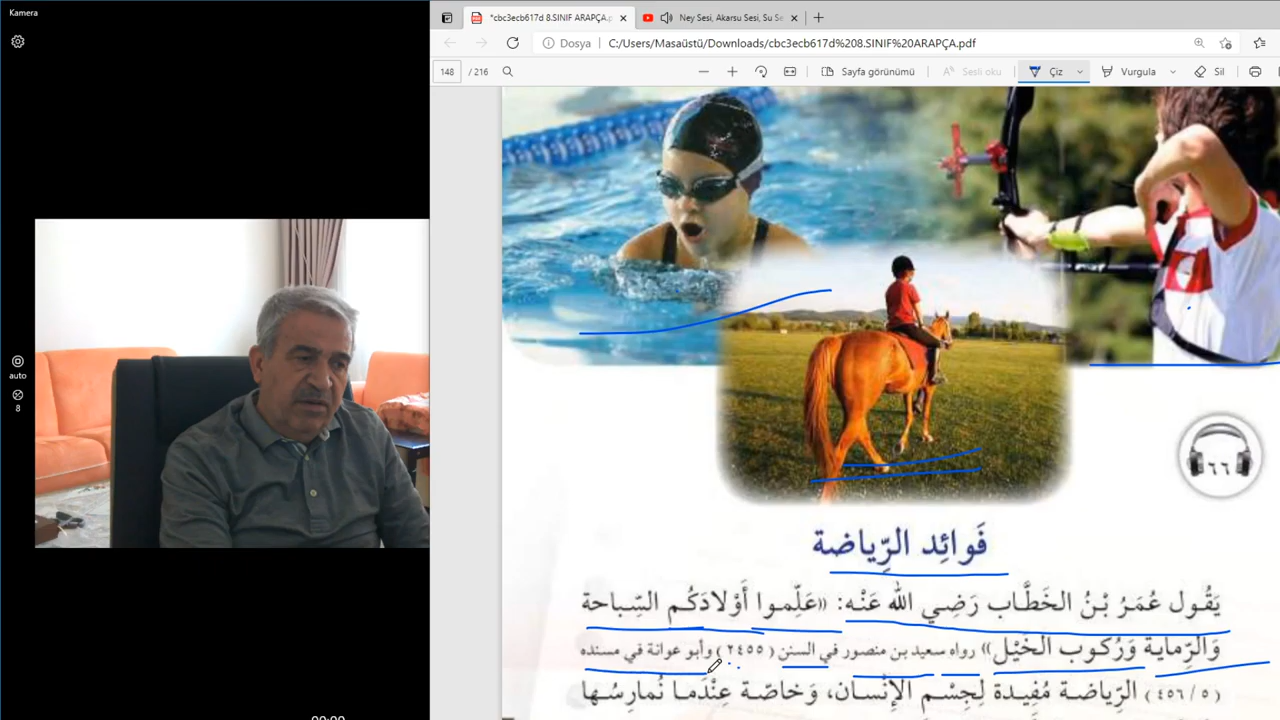 Kamera
*cbc3ecb617d 8.SINIF ARAPÇA.p
Ney Sesi, Akarsu Sesi, Su Se
Dosya
C:/Users/Masaüstü/Downloads/cbc3ecb617d%208.SINIF%20ARAPÇA.pdf
148 / 216
Sayfa görünümü
Sesli oku
Çiz
Vurgula
Sil
auto
8
٦٦
فَوائِد الرِّياضة
يَقُول عُمَرُ بْنُ الخَطَّاب رَضِي الله عَنْه: «عَلِّموا أَوْلادَكُم السِّباحة
وَالرِّماية وَرُكوب الخَيْل» رواه سعيد بن منصور في السنن (٢٤٥٥) وأبو عوانة في مسنده
(٤٥٦/٥) الرِّياضة مُفِيدة لِجِسْم الإِنْسان، وَخاصّة عِنْدَما نُمارِسُها